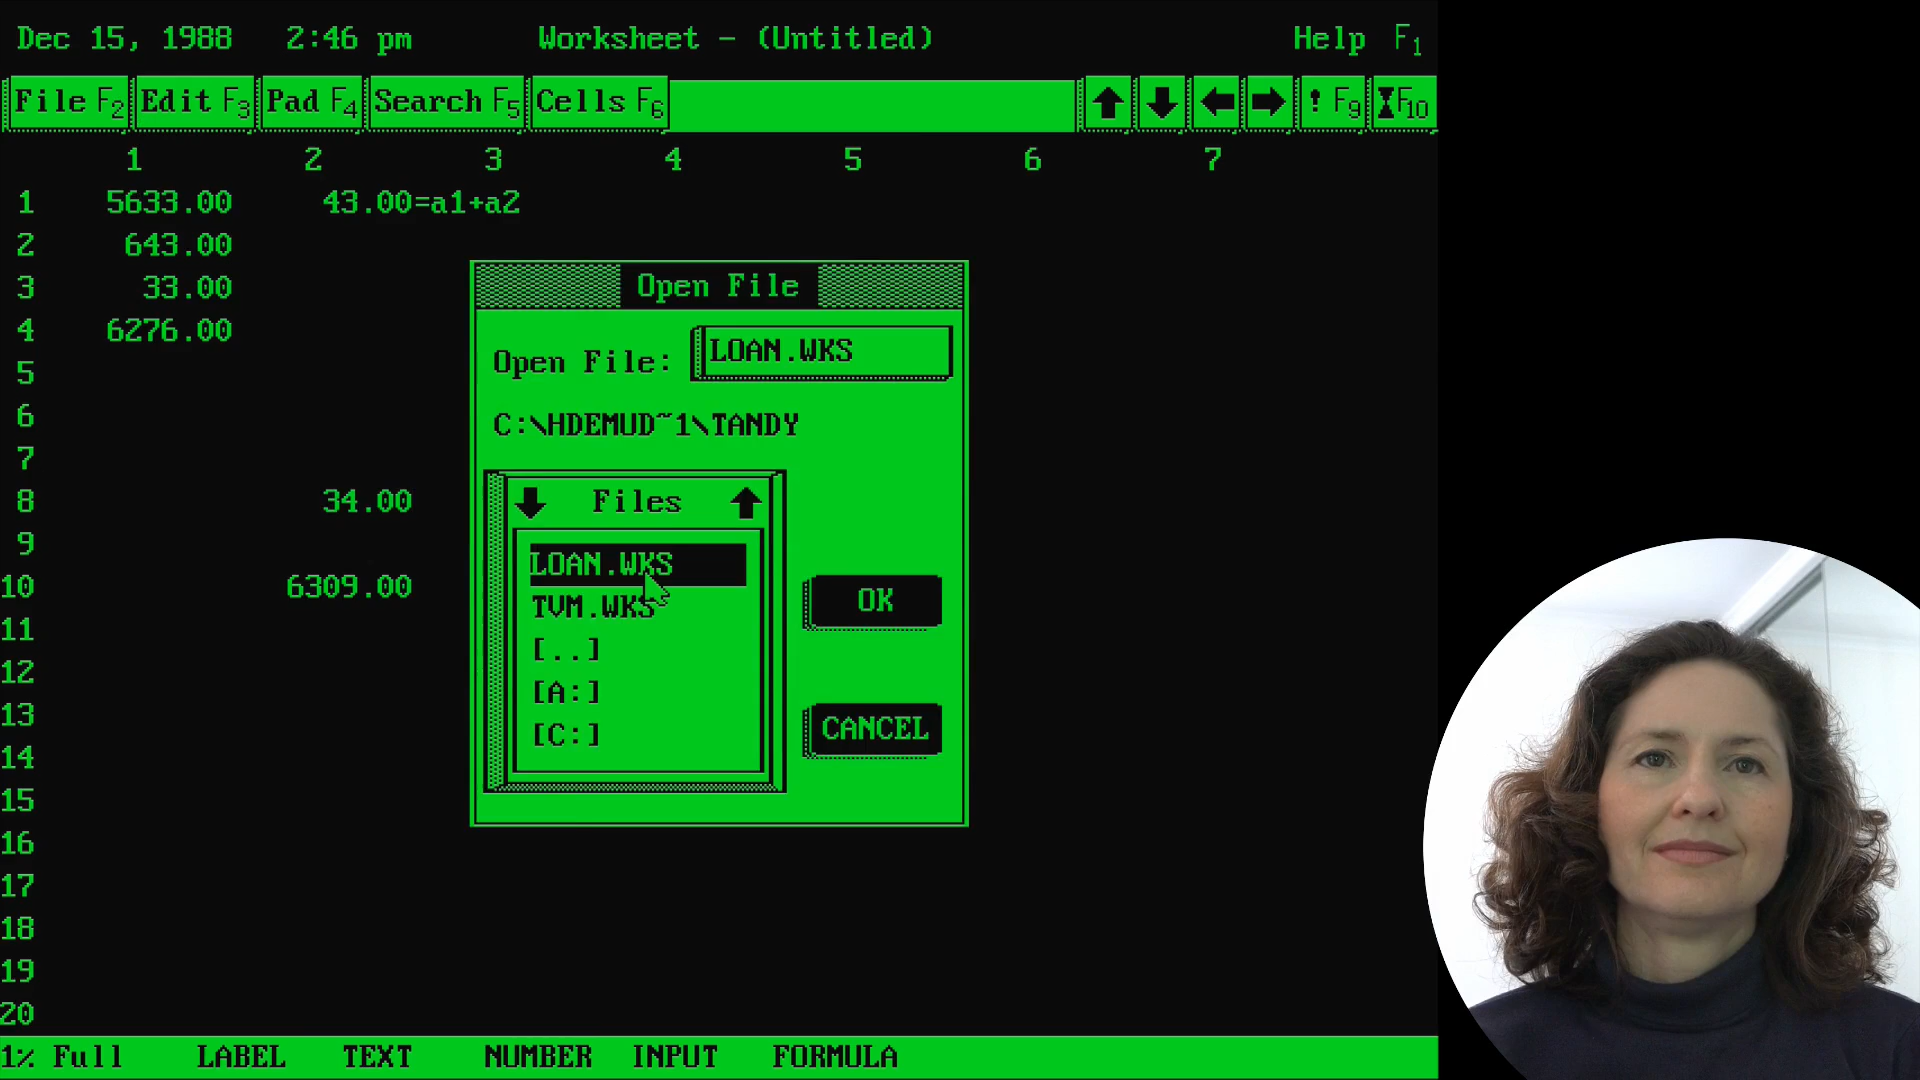 Dec 15, 1988 2:46 pm Worksheet - (Untitled) Help F1
File F2 Edit F3 Pad F4 Search F5 Cells F6 ! F9 F10
1 2 3 4 5 6 7
1 5633.00 43.00=a1+a2
2 643.00
3 33.00
4 6276.00
5
6
7
8 34.00
9
10 6309.00
11
12
13
14
15
16
17
18
19
20
Open File
Open File: LOAN.WKS
C:\HDEMUD~1\TANDY
Files
LOAN.WKS
TVM.WKS
[..]
[A:]
[C:]
OK
CANCEL
1% Full LABEL TEXT NUMBER INPUT FORMULA